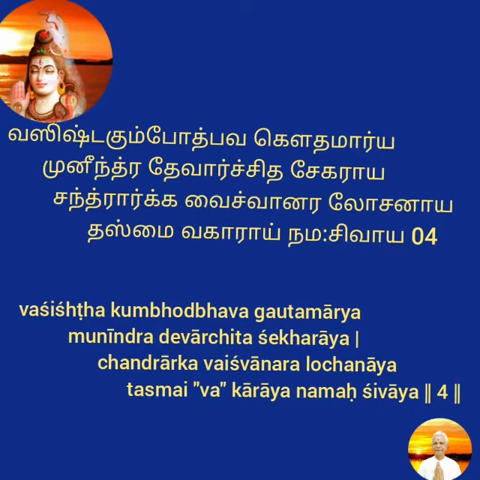 வஸிஷ்டகும்போத்பவ கௌதமார்ய
முனீந்த்ர தேவார்ச்சித சேகராய
சந்த்ரார்க்க வைச்வானர லோசனாய
தஸ்மை வகாராய் நம:சிவாய 04
vaśiśhṭha kumbhodbhava gautamārya
munīndra devārchita śekharāya |
chandrārka vaiśvānara lochanāya
tasmai "va" kārāya namaḥ śivāya || 4 ||